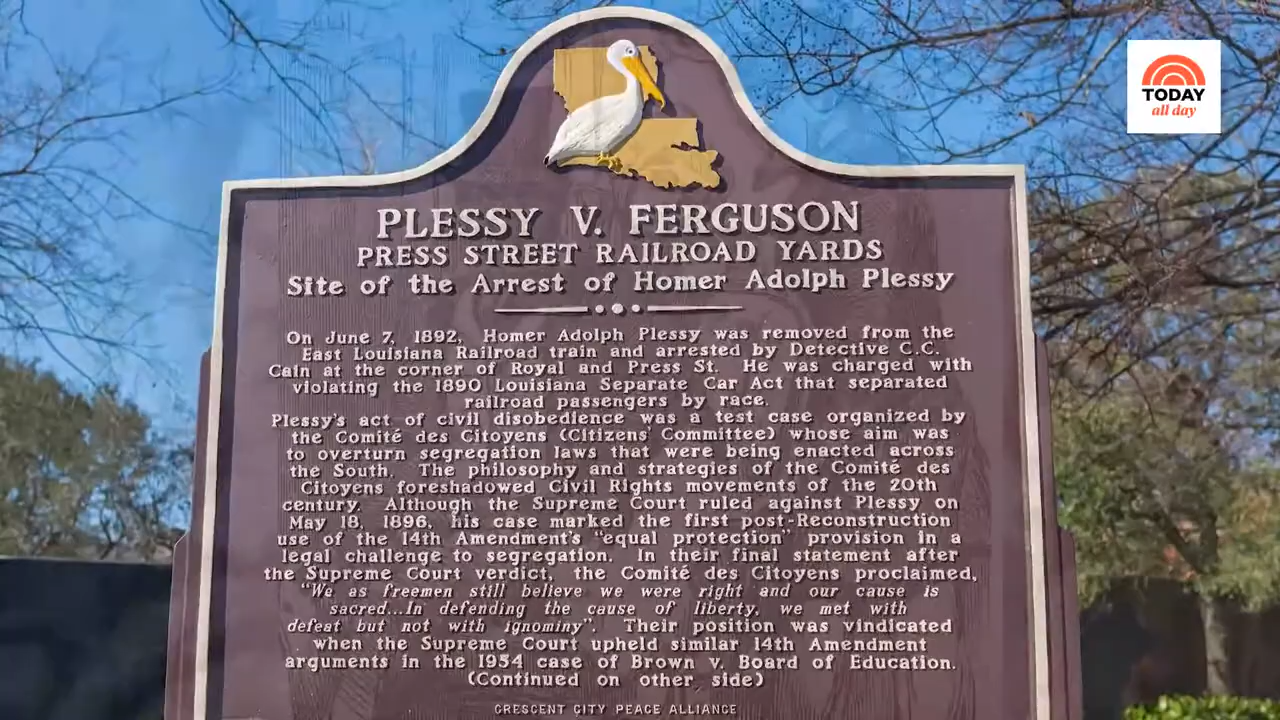 TODAY
all day
PLESSY V. FERGUSON
PRESS STREET RAILROAD YARDS
Site of the Arrest of Homer Adolph Plessy
On June 7, 1892, Homer Adolph Plessy was removed from the
East Louisiana Railroad train and arrested by Detective C.C.
Cain at the corner of Royal and Press St. He was charged with
violating the 1890 Louisiana Separate Car Act that separated
railroad passengers by race.
Plessy's act of civil disobedience was a test case organized by
the Comité des Citoyens (Citizens' Committee) whose aim was
to overturn segregation laws that were being enacted across
the South. The philosophy and strategies of the Comité des
Citoyens foreshadowed Civil Rights movements of the 20th
century. Although the Supreme Court ruled against Plessy on
May 18, 1896, his case marked the first post-Reconstruction
use of the 14th Amendment's "equal protection" provision in a
legal challenge to segregation. In their final statement after
the Supreme Court verdict, the Comité des Citoyens proclaimed,
"We as freemen still believe we were right and our cause is
sacred...In defending the cause of liberty, we met with
defeat but not with ignominy". Their position was vindicated
when the Supreme Court upheld similar 14th Amendment
arguments in the 1954 case of Brown v. Board of Education.
(Continued on other side)
CRESCENT CITY PEACE ALLIANCE